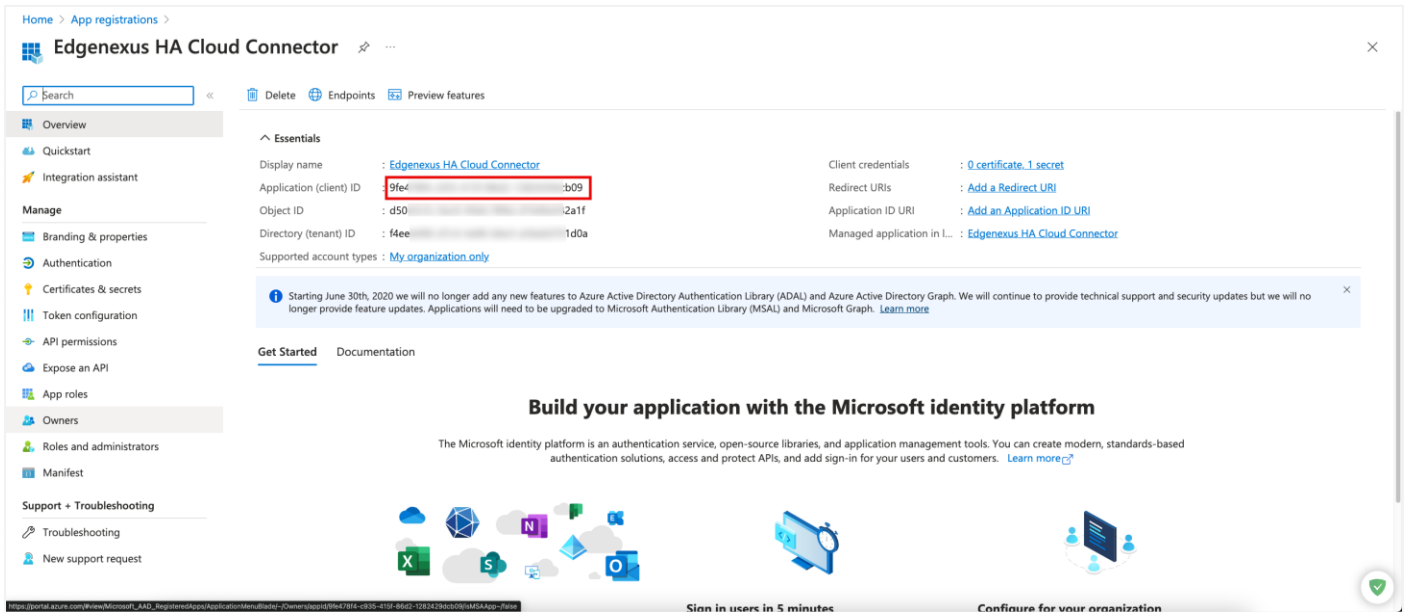 Home > App registrations >
Edgenexus HA Cloud Connector
Search
Delete Endpoints Preview features
Overview
Quickstart
Integration assistant
Manage
Branding & properties
Authentication
Certificates & secrets
Token configuration
API permissions
Expose an API
App roles
Owners
Roles and administrators
Manifest
Support + Troubleshooting
Troubleshooting
New support request
Essentials
Display name : Edgenexus HA Cloud Connector
Application (client) ID : 9fe4 cb09
Object ID : d50 2a1f
Directory (tenant) ID : f4ee 1d0a
Supported account types : My organization only
Client credentials : 0 certificate, 1 secret
Redirect URIs : Add a Redirect URI
Application ID URI : Add an Application ID URI
Managed application in l... : Edgenexus HA Cloud Connector
Starting June 30th, 2020 we will no longer add any new features to Azure Active Directory Authentication Library (ADAL) and Azure Active Directory Graph. We will continue to provide technical support and security updates but we will no
longer provide feature updates. Applications will need to be upgraded to Microsoft Authentication Library (MSAL) and Microsoft Graph. Learn more
Get Started Documentation
Build your application with the Microsoft identity platform
The Microsoft identity platform is an authentication service, open-source libraries, and application management tools. You can create modern, standards-based
authentication solutions, access and protect APIs, and add sign-in for your users and customers. Learn more
N
X
S
P
E
O
Sign in users in 5 minutes
Configure for your organization